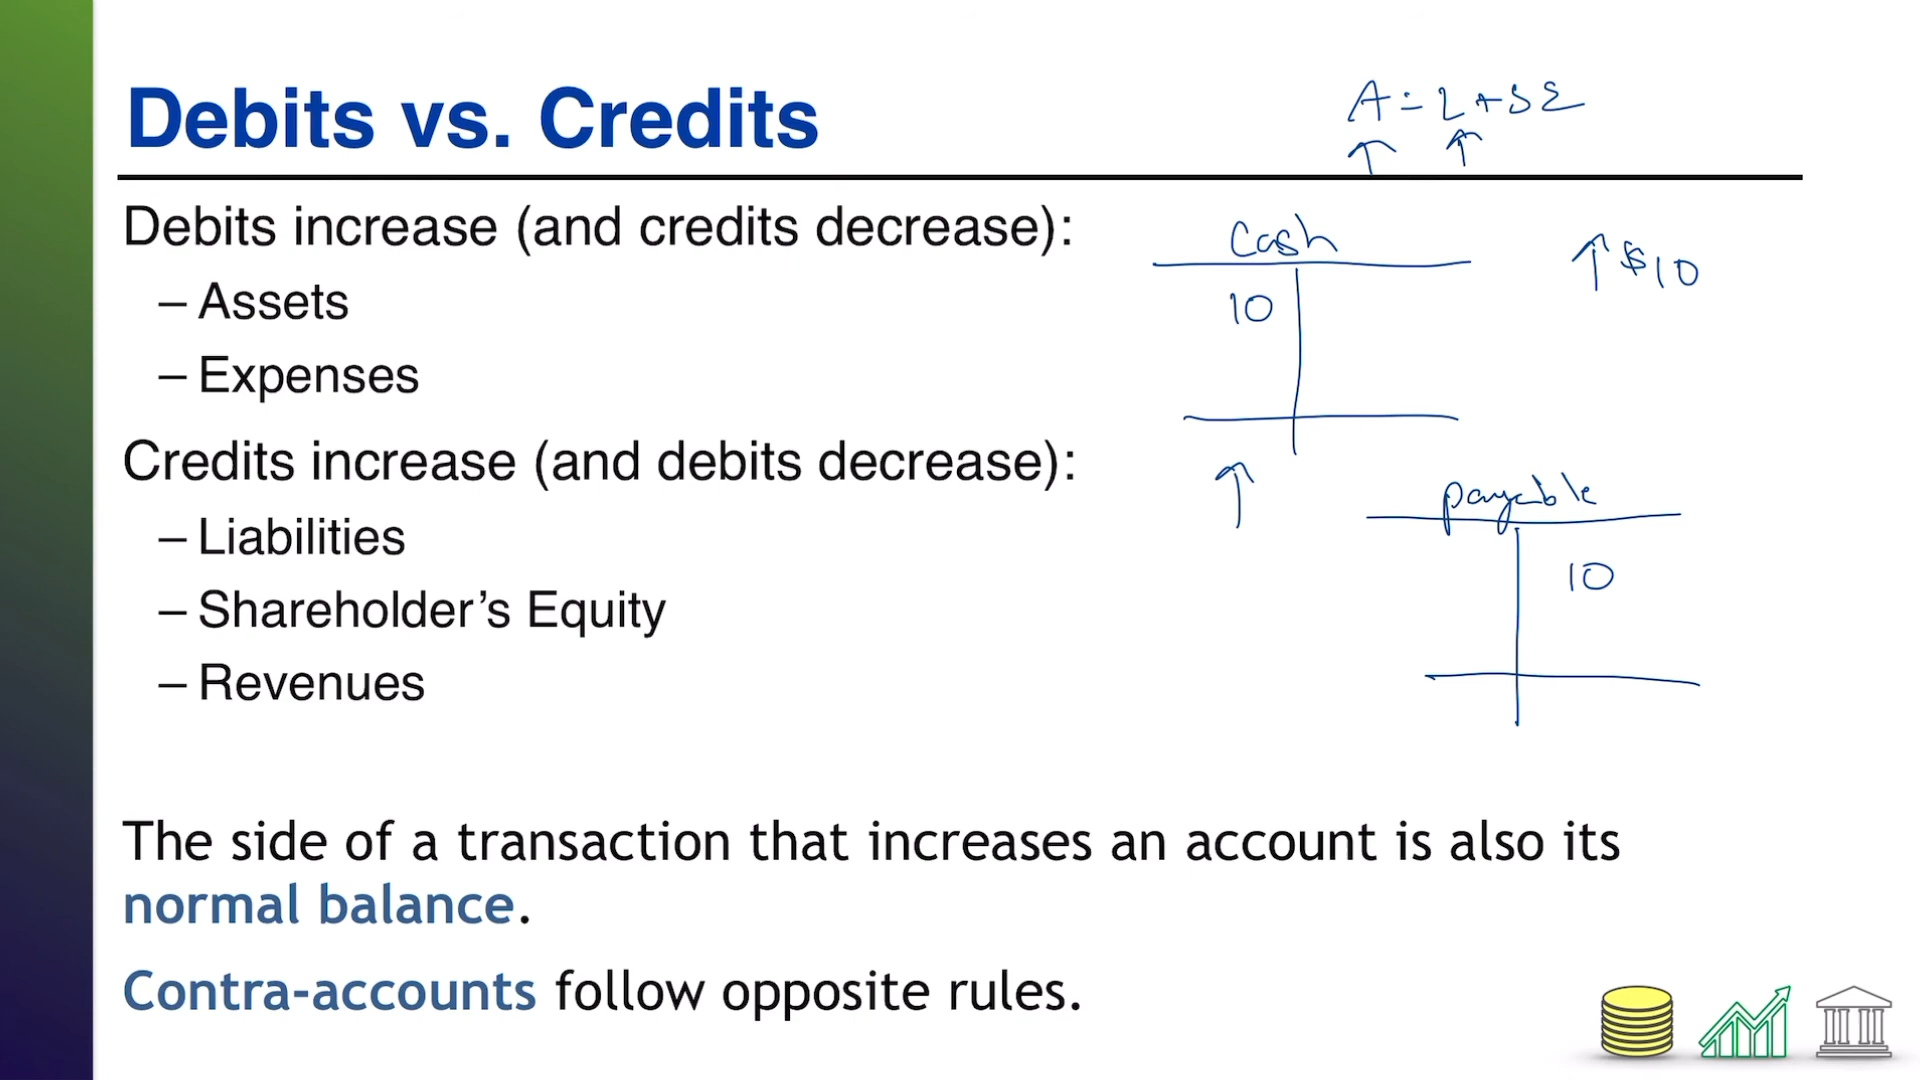 Debits vs. Credits
A = L + SE
Debits increase (and credits decrease):
– Assets
– Expenses
Credits increase (and debits decrease):
– Liabilities
– Shareholder’s Equity
– Revenues
Cash
10
↑ $10
↑
payable
10
The side of a transaction that increases an account is also its
normal balance.
Contra-accounts follow opposite rules.